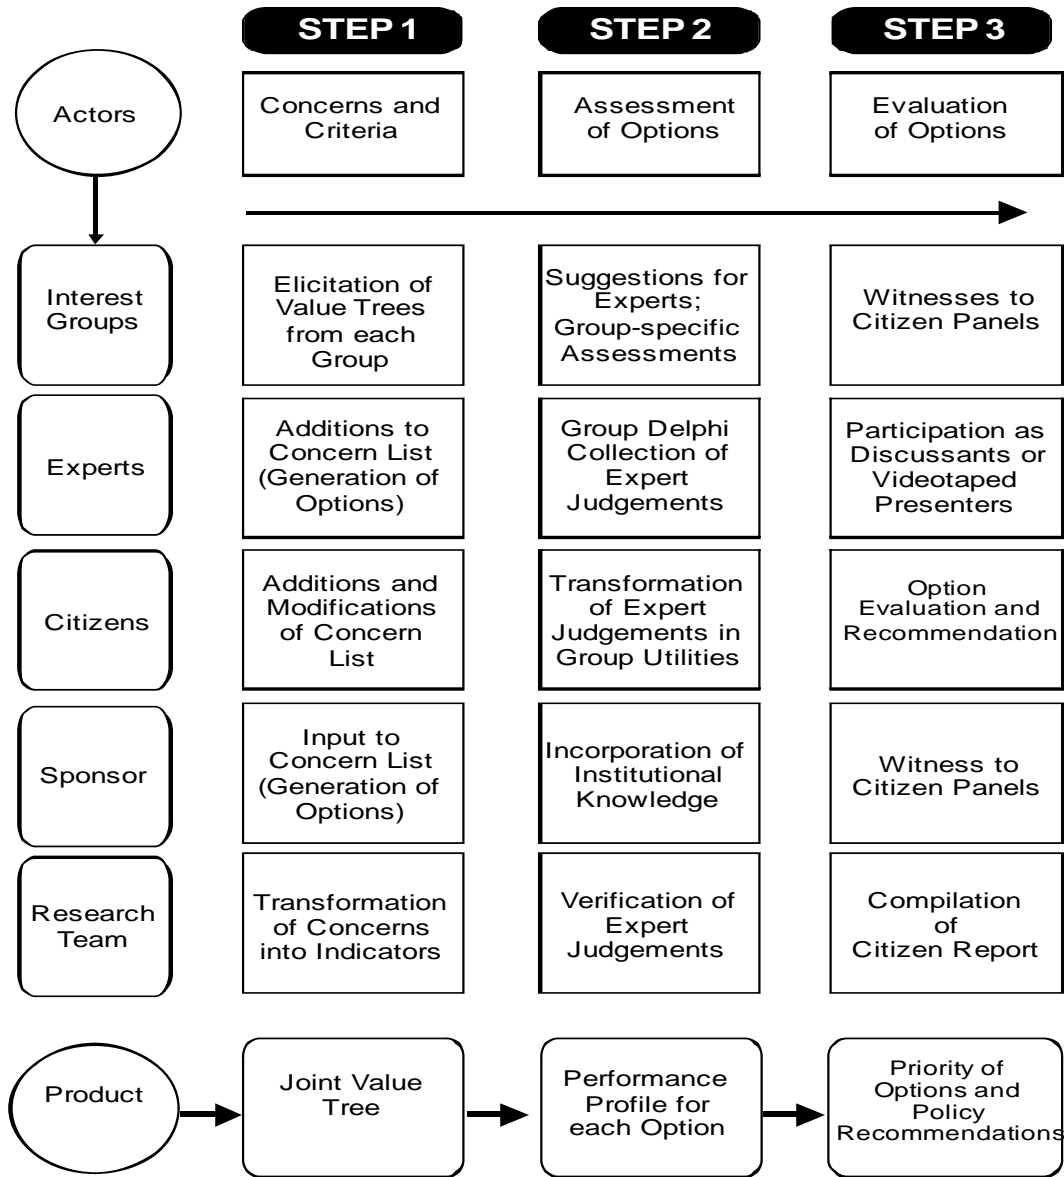 STEP 1
STEP 2
STEP 3
Actors
Concerns and
Criteria
Assessment
of Options
Evaluation
of Options
Interest
Groups
Elicitation of
Value Trees
from each
Group
Suggestions for
Experts;
Group-specific
Assessments
Witnesses to
Citizen Panels
Experts
Additions to
Concern List
(Generation of
Options)
Group Delphi
Collection of
Expert
Judgements
Participation as
Discussants or
Videotaped
Presenters
Citizens
Additions and
Modifications
of Concern
List
Transformation
of Expert
Judgements in
Group Utilities
Option
Evaluation and
Recommendation
Sponsor
Input to
Concern List
(Generation of
Options)
Incorporation of
Institutional
Knowledge
Witness to
Citizen Panels
Research
Team
Transformation
of Concerns
into Indicators
Verification of
Expert
Judgements
Compilation
of
Citizen Report
Product
Joint Value
Tree
Performance
Profile for
each Option
Priority of
Options and
Policy
Recommendations